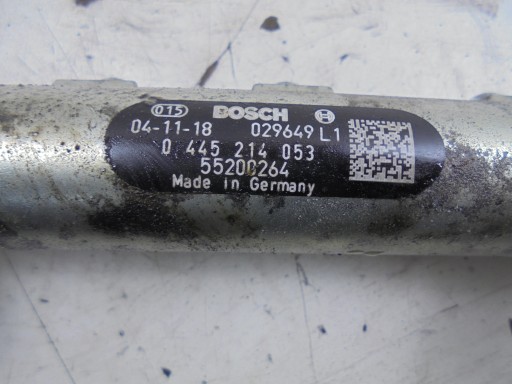 015 BOSCH
04-11-18 029649 L1
0 445 214 053
55200264
Made in Germany